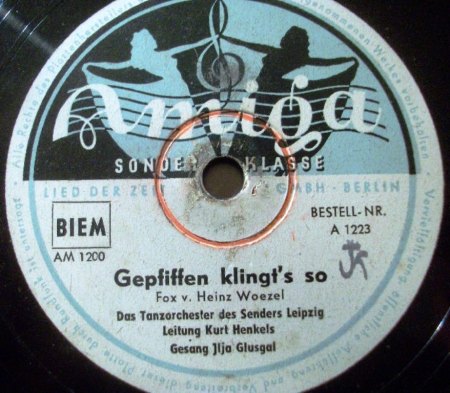 Amiga
SONDE KLASSE
LIED DER ZEIT GMBH · BERLIN
BIEM
BESTELL-NR.
A 1223
AM 1200
Gepfiffen klingt's so
Fox v. Heinz Woezel
Das Tanzorchester des Senders Leipzig
Leitung Kurt Henkels
Gesang Jlja Glusgal